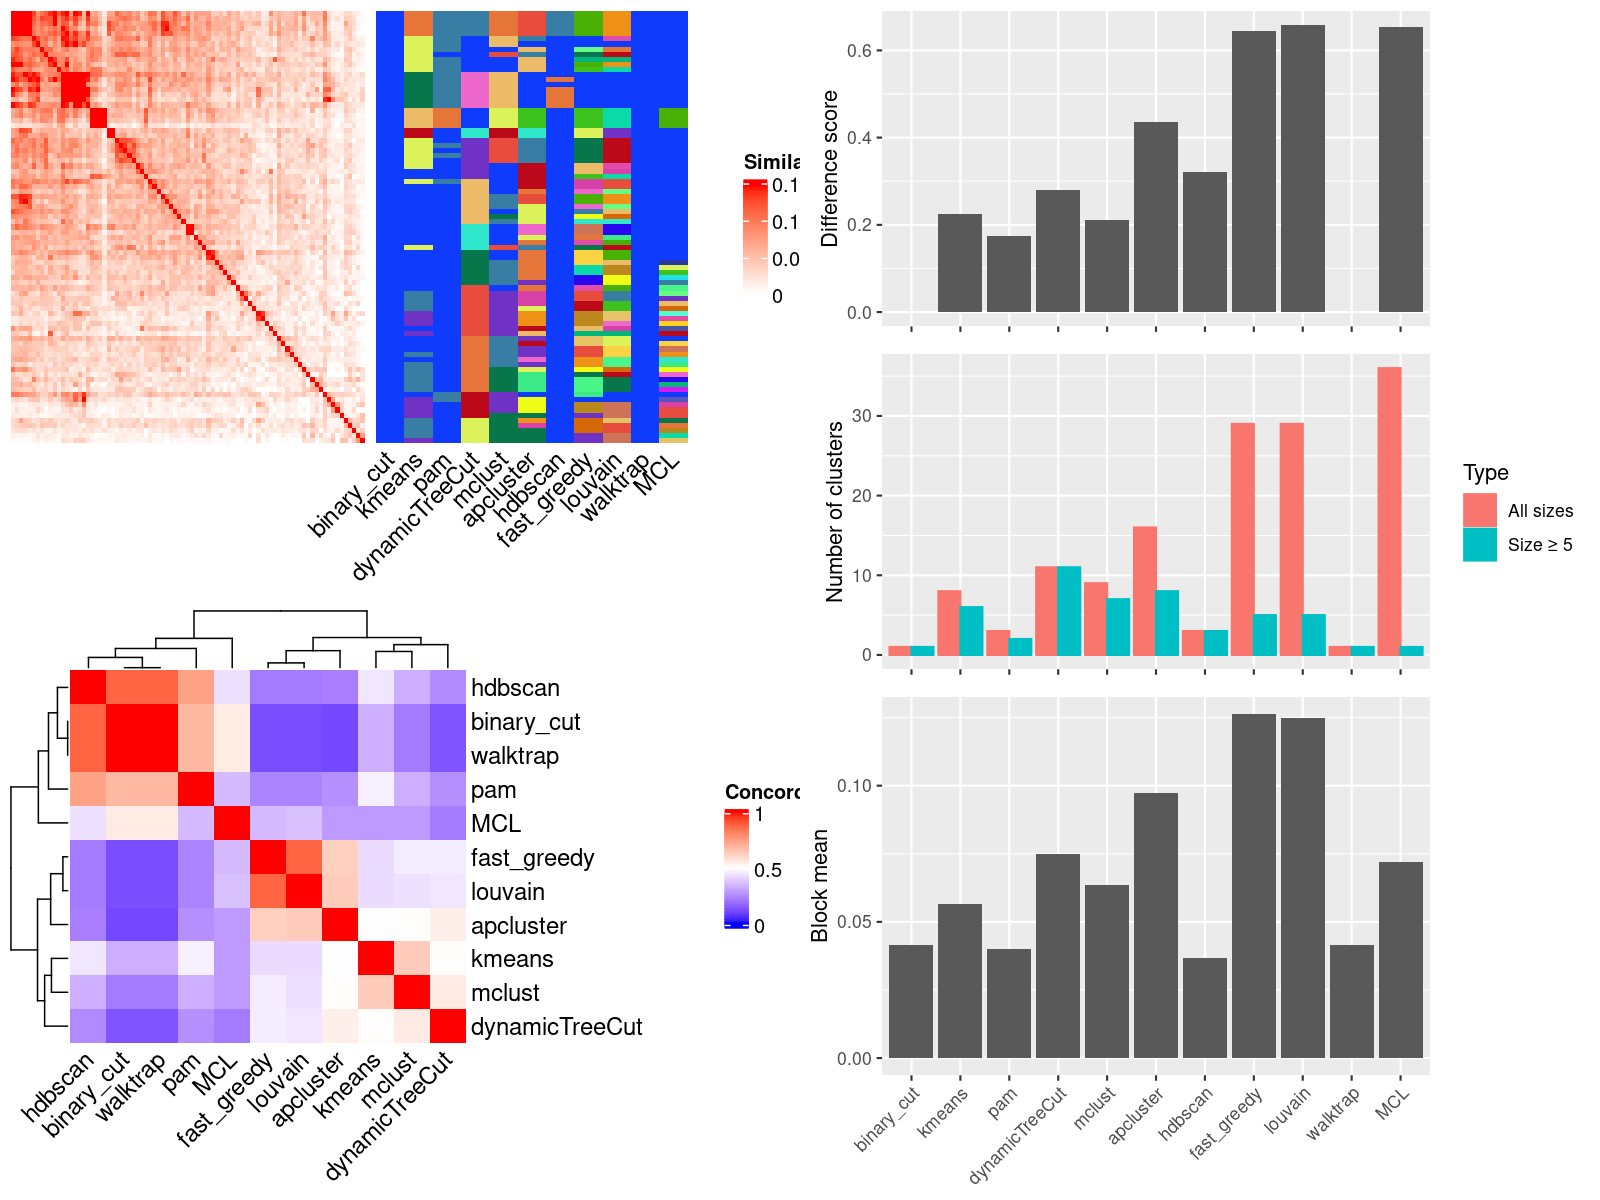 Simila
0.1
0.1
0.0
0
binary_cut
kmeans
pam
dynamicTreeCut
mclust
apcluster
hdbscan
fast_greedy
louvain
walktrap
MCL
hdbscan
binary_cut
walktrap
pam
MCL
fast_greedy
louvain
apcluster
kmeans
mclust
dynamicTreeCut
hdbscan
binary_cut
walktrap
pam
MCL
fast_greedy
louvain
apcluster
kmeans
mclust
dynamicTreeCut
Concord
1
0.5
0
Difference score
0.6
0.4
0.2
0.0
Number of clusters
30
20
10
0
Type
All sizes
Size ≥ 5
Block mean
0.10
0.05
0.00
binary_cut
kmeans
pam
dynamicTreeCut
mclust
apcluster
hdbscan
fast_greedy
louvain
walktrap
MCL